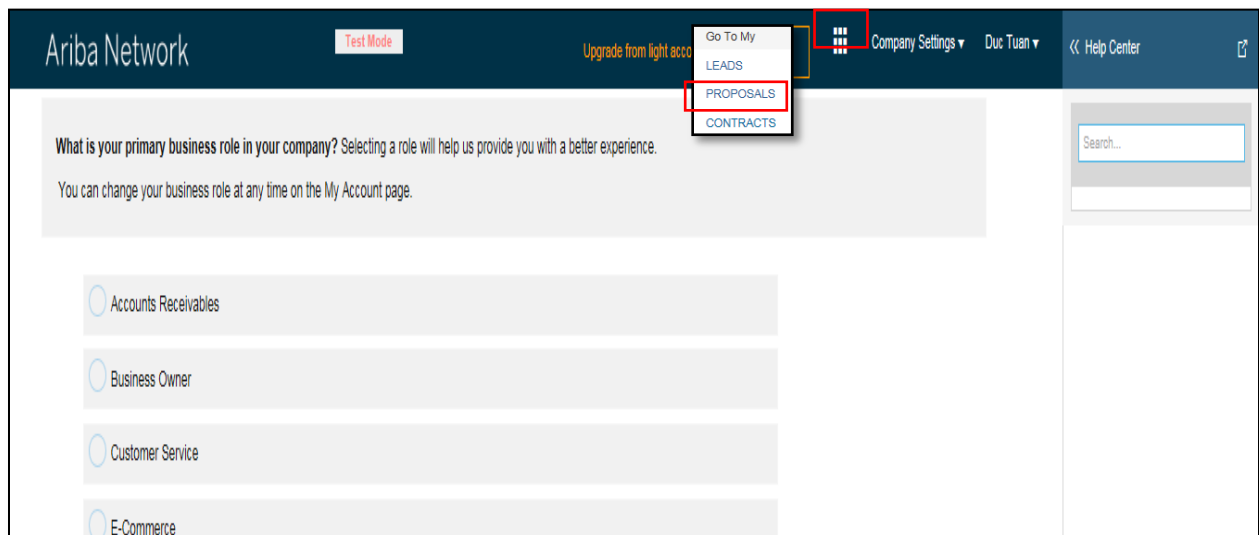 Ariba Network
Test Mode
Upgrade from light acco
Go To My
LEADS
PROPOSALS
CONTRACTS
Company Settings ▾
Duc Tuan ▾
<< Help Center
Search...
What is your primary business role in your company? Selecting a role will help us provide you with a better experience.
You can change your business role at any time on the My Account page.
Accounts Receivables
Business Owner
Customer Service
E-Commerce